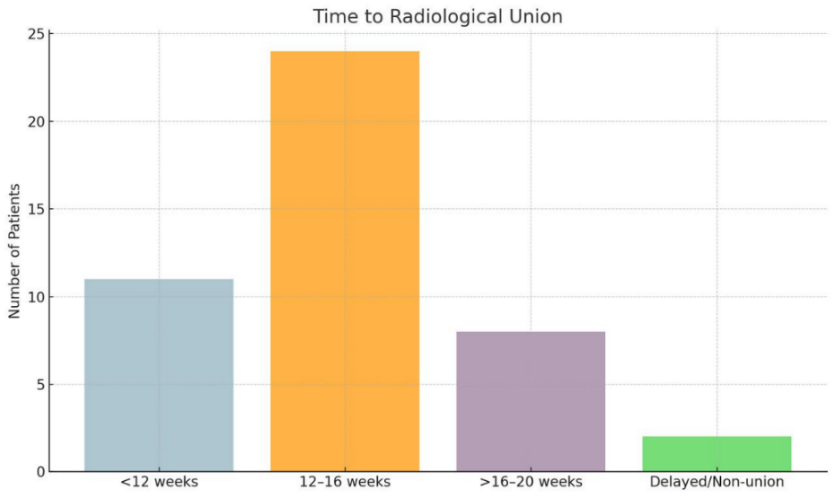 Time to Radiological Union
Number of Patients
25
20
15
10
5
0
<12 weeks
12–16 weeks
>16–20 weeks
Delayed/Non-union